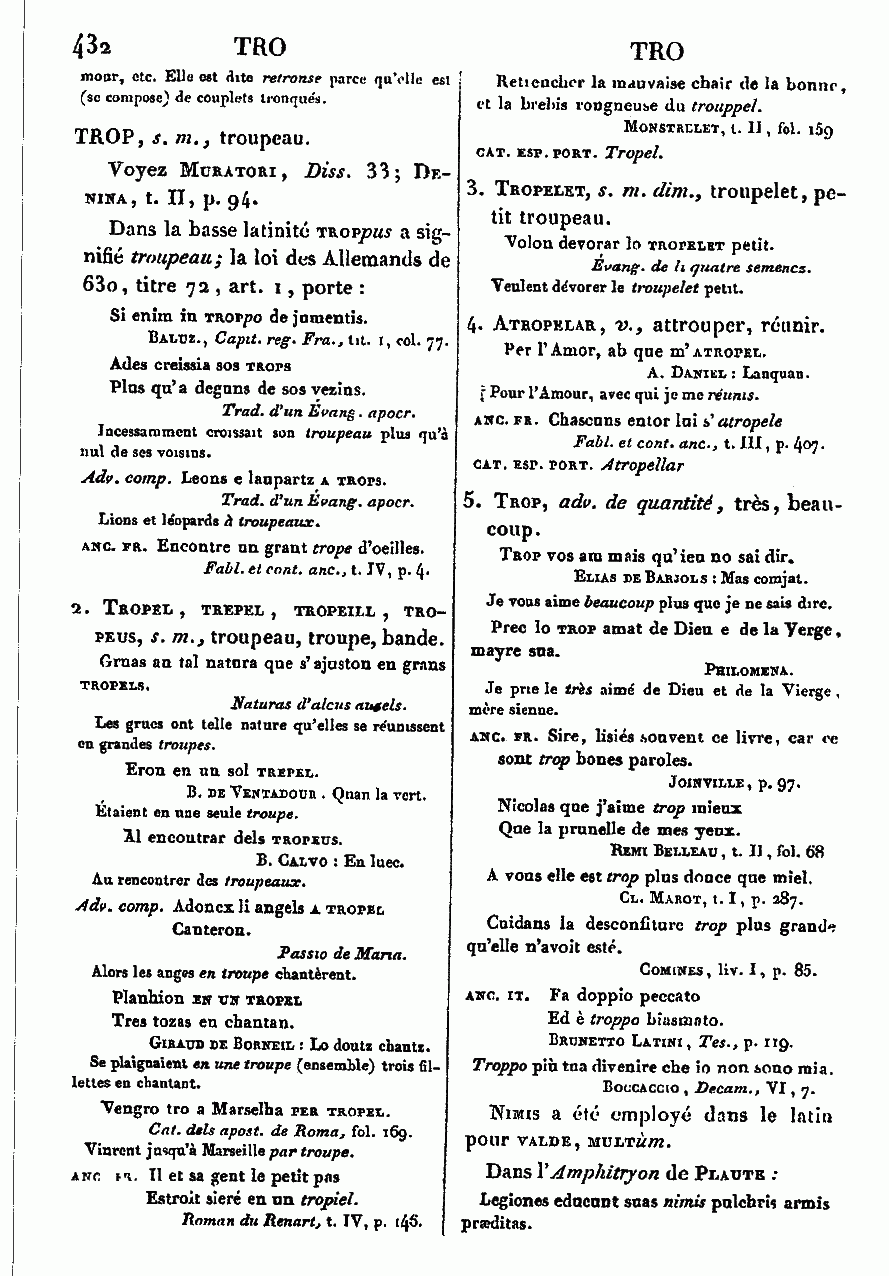 432 TRO
TRO
mour, etc. Elle est dite retronse parce qu'elle est
(se compose) de couplets tronqués.
TROP, s. m., troupeau.
Voyez MURATORI, Diss. 33; DE-
NINA, t. II, p. 94.
Dans la basse latinité TROPpus a sig-
nifié troupeau; la loi des Allemands de
630, titre 72, art. 1, porte :
Si enim in TROPpo de jumentis.
BALUZ., Capit. reg. Fra., tit. 1, col. 77.
Ades creissia sos TROPS
Plus qu'a deguns de sos vezins.
Trad. d'un Évang. apocr.
Incessamment croissait son troupeau plus qu'à
nul de ses voisins.
Adv. comp. Leons e laupartz A TROPS.
Trad. d'un Évang. apocr.
Lions et léopards à troupeaux.
ANC. FR. Encontre un grant trope d'oeilles.
Fabl. et cont. anc., t. IV, p. 4.
2. TROPEL, TREPEL, TROPEILL, TRO-
PEUS, s. m., troupeau, troupe, bande.
Gruas an tal natura que s'ajuston en grans
TROPELS.
Naturas d'alcus auzels.
Les grues ont telle nature qu'elles se réunissent
en grandes troupes.
Eron en un sol TREPEL.
B. DE VENTADOUR. Quan la vert.
Étaient en une seule troupe.
Al encoutrar dels TROPEUS.
B. CALVO : En luec.
Au rencontrer des troupeaux.
Adv. comp. Adoncx li angels A TROPEL
Canteron.
Passio de Maria.
Alors les anges en troupe chantèrent.
Planhion EN UN TROPEL
Tres tozas en chantan.
GIRAUD DE BORNEIL : Lo doutz chantz.
Se plaignaient en une troupe (ensemble) trois fil-
lettes en chantant.
Vengro tro a Marselha PER TROPEL.
Cat. dels apost. de Roma, fol. 169.
Vinrent jusqu'à Marseille par troupe.
ANC. FR. Il et sa gent le petit pas
Estroit sieré en un tropiel.
Roman du Renart, t. IV, p. 146.
Retiencher la mauvaise chair de la bonne,
et la brebis rongneuse du trouppel.
MONSTRELET, t. II, fol. 159
CAT. ESP. PORT. Tropel.
3. TROPELET, s. m. dim., troupelet, pe-
tit troupeau.
Volon devorar lo TROPELET petit.
Évang. de li quatre semencz.
Veulent dévorer le troupelet petit.
4. ATROPELAR, v., attrouper, réunir.
Per l'Amor, ab que m'ATROPEL.
A. DANIEL : Lanquan.
Pour l'Amour, avec qui je me réunis.
ANC. FR. Chascuns entor lui s'atropele
Fabl. et cont. anc., t. III, p. 407.
CAT. ESP. PORT. Atropellar
5. TROP, adv. de quantité, très, beau-
coup.
TROP vos am mais qu'ieu no sai dir.
ELIAS DE BARJOLS : Mas comjat.
Je vous aime beaucoup plus que je ne sais dire.
Prec lo TROP amat de Dieu e de la Verge,
mayre sua.
PHILOMENA.
Je prie le très aimé de Dieu et de la Vierge,
mère sienne.
ANC. FR. Sire, lisiés souvent ce livre, car ce
sont trop bones paroles.
JOINVILLE, p. 97.
Nicolas que j'aime trop mieux
Que la prunelle de mes yeux.
REMI BELLEAU, t. II, fol. 68
A vous elle est trop plus douce que miel.
CL. MAROT, t. I, p. 287.
Cuidans la desconfiture trop plus grande
qu'elle n'avoit esté.
COMINES, liv. I, p. 85.
ANC. IT. Fa doppio peccato
Ed è troppo biasmato.
BRUNETTO LATINI, Tes., p. 119.
Troppo più tua divenire che io non sono mia.
BOCCACCIO, Decam., VI, 7.
NIMIS a été employé dans le latin
pour VALDE, MULTùm.
Dans l'Amphitryon de PLAUTE :
Legiones educunt suas nimis pulchris armis
præditas.